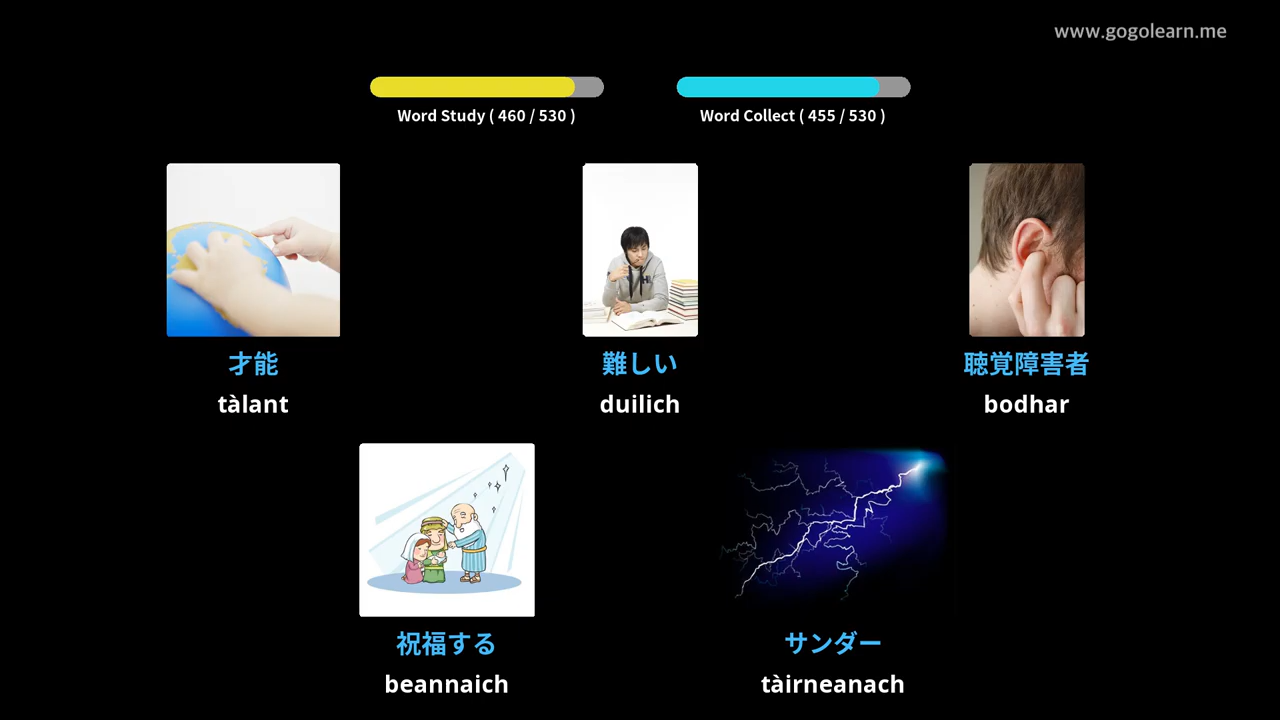 www.gogolearn.me
Word Study ( 460 / 530 )
Word Collect ( 455 / 530 )
才能
tàlant
難しい
duilich
聴覚障害者
bodhar
祝福する
beannaich
サンダー
tàirneanach